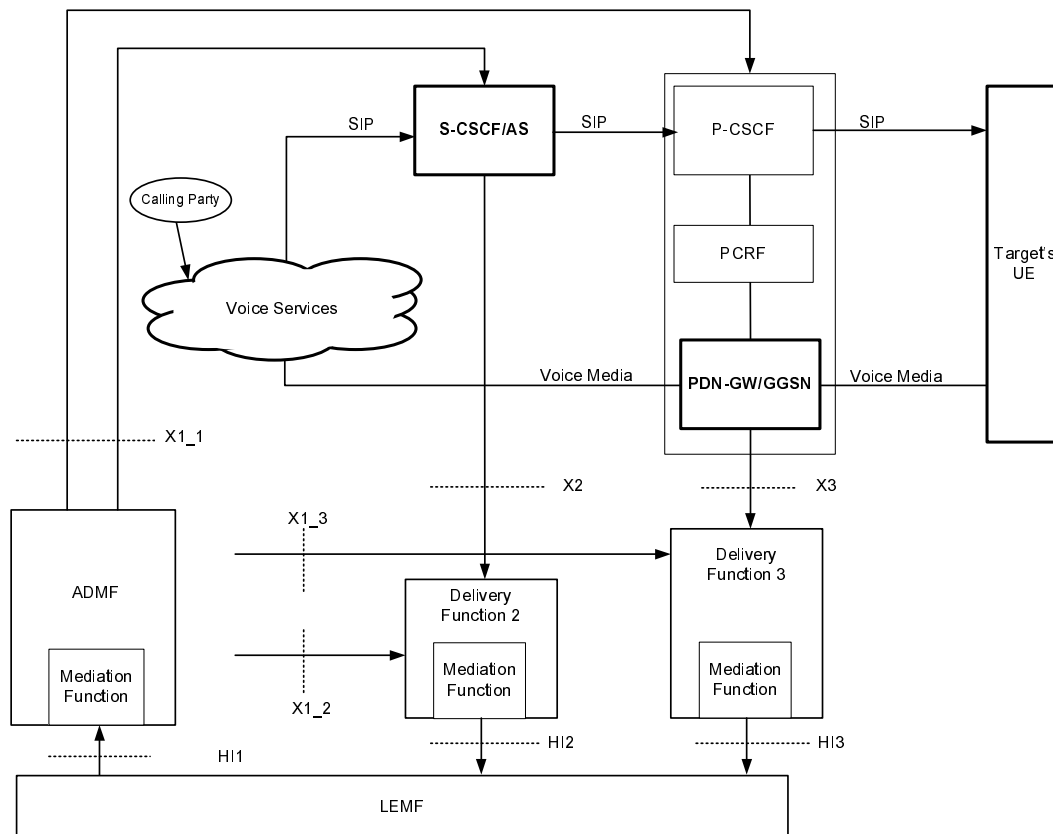 SIP
S-CSCF/AS
SIP
P-CSCF
SIP
Calling Party
PCRF
Target's
UE
Voice Services
Voice Media
PDN-GW/GGSN
Voice Media
X1_1
X2
X3
X1_3
ADMF
Delivery
Function 3
Delivery
Function 2
Mediation
Function
Mediation
Function
Mediation
Function
X1_2
HI1
HI2
HI3
LEMF